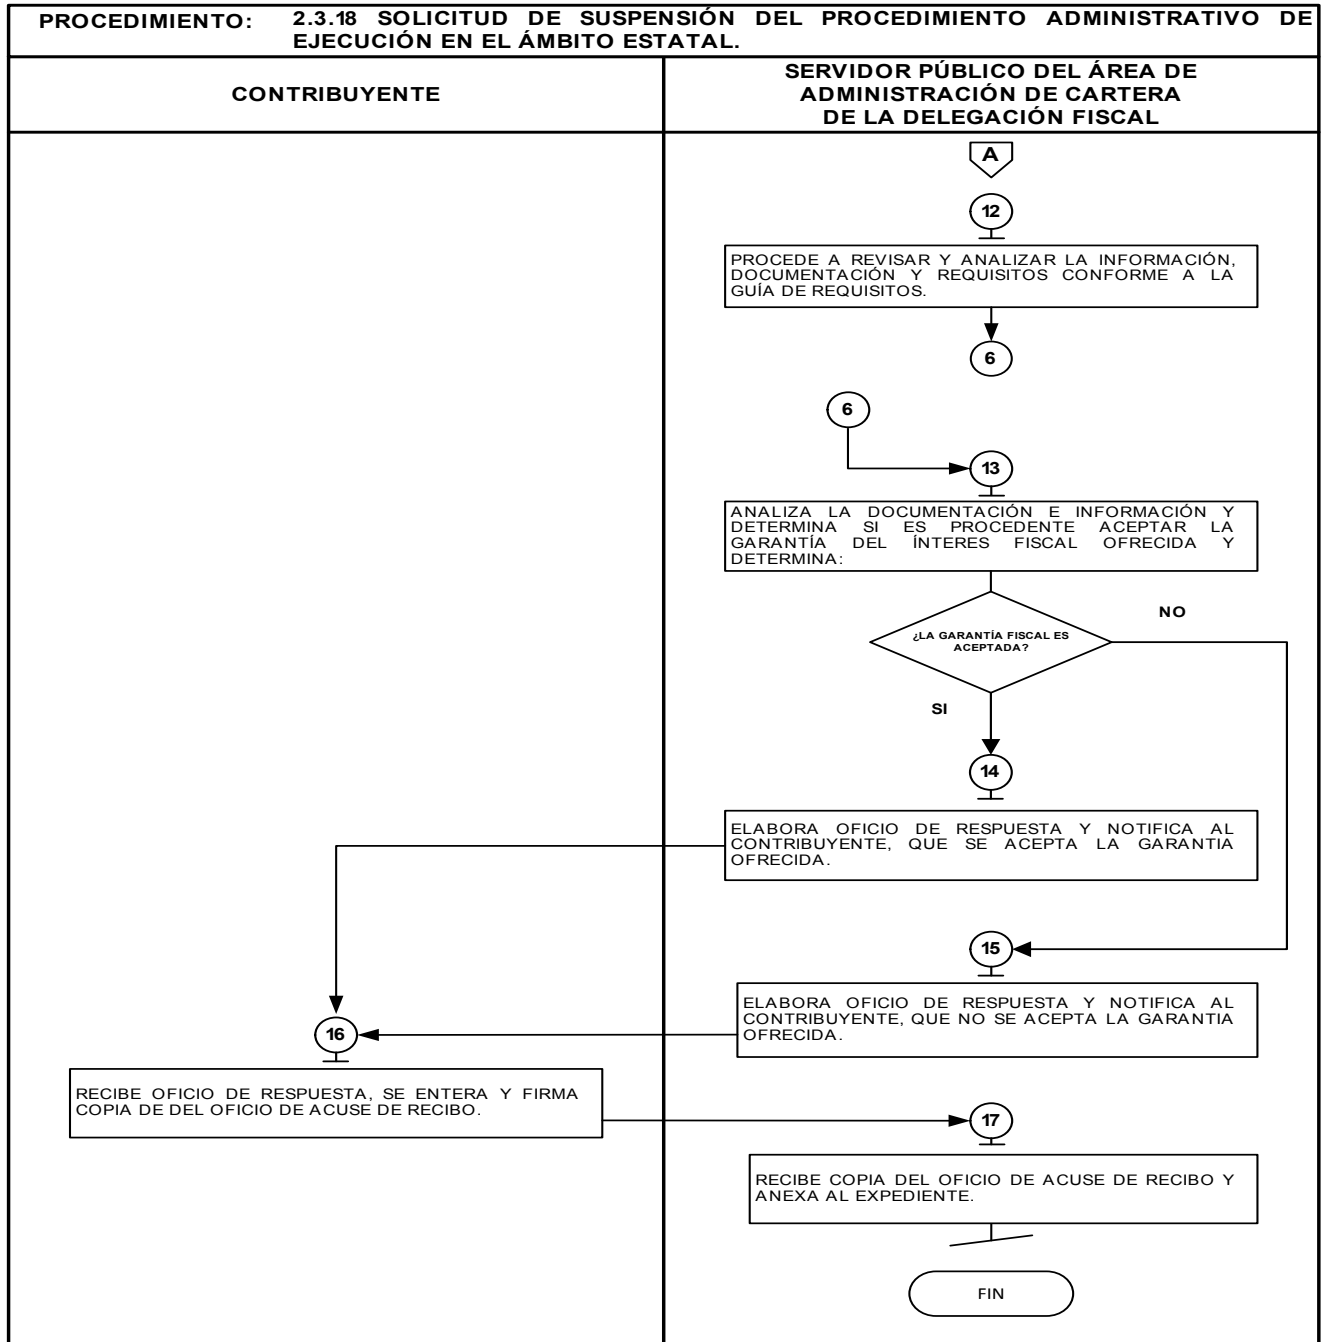 PROCEDIMIENTO: 2.3.18 SOLICITUD DE SUSPENSIÓN DEL PROCEDIMIENTO ADMINISTRATIVO DE
EJECUCIÓN EN EL ÁMBITO ESTATAL.
CONTRIBUYENTE
SERVIDOR PÚBLICO DEL ÁREA DE
ADMINISTRACIÓN DE CARTERA
DE LA DELEGACIÓN FISCAL
A
12
PROCEDE A REVISAR Y ANALIZAR LA INFORMACIÓN,
DOCUMENTACIÓN Y REQUISITOS CONFORME A LA
GUÍA DE REQUISITOS.
6
6
13
ANALIZA LA DOCUMENTACIÓN E INFORMACIÓN Y
DETERMINA SI ES PROCEDENTE ACEPTAR LA
GARANTÍA DEL ÍNTERES FISCAL OFRECIDA Y
DETERMINA:
¿LA GARANTÍA FISCAL ES
ACEPTADA?
NO
SI
14
ELABORA OFICIO DE RESPUESTA Y NOTIFICA AL
CONTRIBUYENTE, QUE SE ACEPTA LA GARANTIA
OFRECIDA.
15
ELABORA OFICIO DE RESPUESTA Y NOTIFICA AL
CONTRIBUYENTE, QUE NO SE ACEPTA LA GARANTIA
OFRECIDA.
16
RECIBE OFICIO DE RESPUESTA, SE ENTERA Y FIRMA
COPIA DE DEL OFICIO DE ACUSE DE RECIBO.
17
RECIBE COPIA DEL OFICIO DE ACUSE DE RECIBO Y
ANEXA AL EXPEDIENTE.
FIN